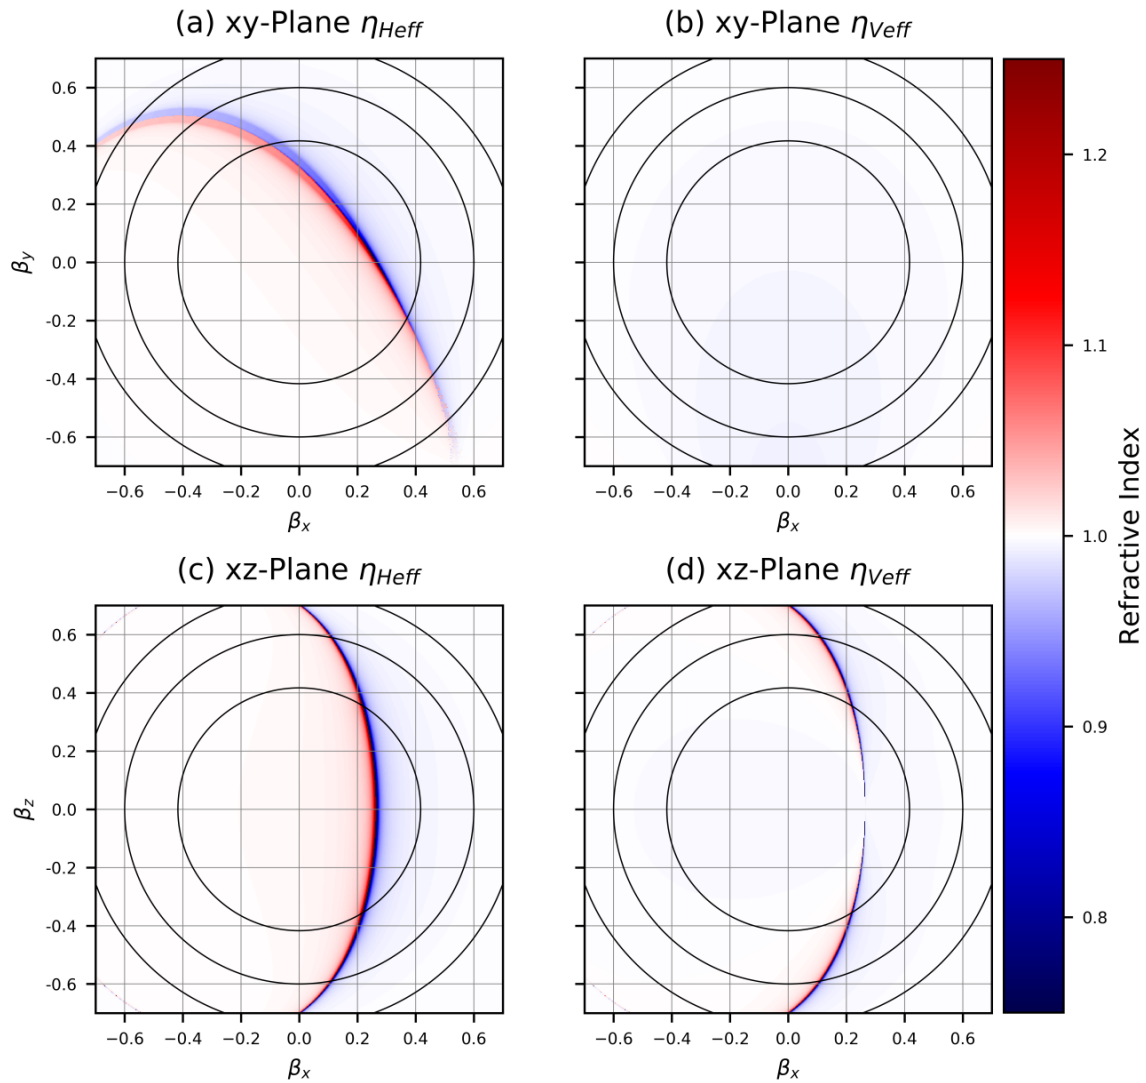 (a) xy-Plane η_Heff
(b) xy-Plane η_Veff
0.6
0.4
0.2
0.0
-0.2
-0.4
-0.6
β_y
−0.6 −0.4 −0.2 0.0 0.2 0.4 0.6
β_x
−0.6 −0.4 −0.2 0.0 0.2 0.4 0.6
β_x
(c) xz-Plane η_Heff
(d) xz-Plane η_Veff
0.6
0.4
0.2
0.0
-0.2
-0.4
-0.6
β_z
−0.6 −0.4 −0.2 0.0 0.2 0.4 0.6
β_x
−0.6 −0.4 −0.2 0.0 0.2 0.4 0.6
β_x
1.2
1.1
1.0
0.9
0.8
Refractive Index